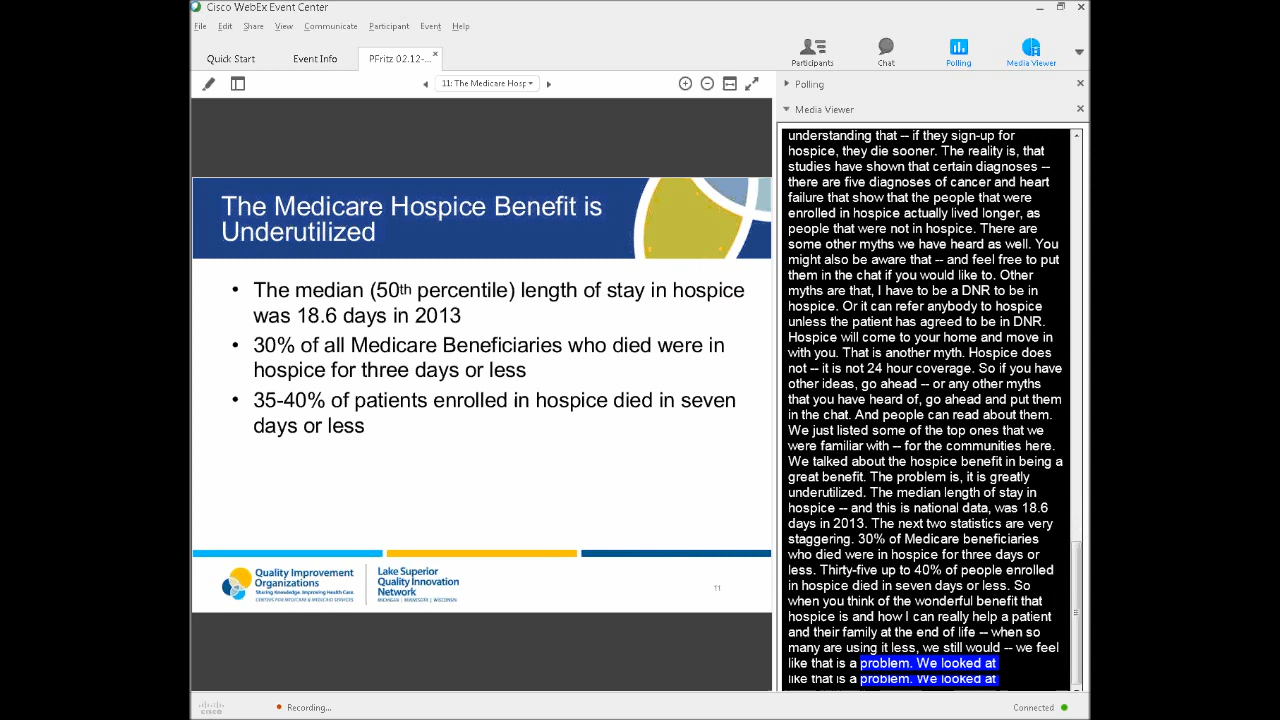 Cisco WebEx Event Center
File Edit Share View Communicate Participant Event Help
Quick Start Event Info PFritz 02.12-...
Participants Chat Polling Media Viewer
11: The Medicare Hosp
Polling
Media Viewer
The Medicare Hospice Benefit is
Underutilized
• The median (50th percentile) length of stay in hospice
was 18.6 days in 2013
• 30% of all Medicare Beneficiaries who died were in
hospice for three days or less
• 35-40% of patients enrolled in hospice died in seven
days or less
Quality Improvement
Organizations
Sharing Knowledge. Improving Health Care.
CENTERS FOR MEDICARE & MEDICAID SERVICES
Lake Superior
Quality Innovation
Network
MICHIGAN | MINNESOTA | WISCONSIN
11
understanding that -- if they sign-up for
hospice, they die sooner. The reality is, that
studies have shown that certain diagnoses --
there are five diagnoses of cancer and heart
failure that show that the people that were
enrolled in hospice actually lived longer, as
people that were not in hospice. There are
some other myths we have heard as well. You
might also be aware that -- and feel free to put
them in the chat if you would like to. Other
myths are that, I have to be a DNR to be in
hospice. Or it can refer anybody to hospice
unless the patient has agreed to be in DNR.
Hospice will come to your home and move in
with you. That is another myth. Hospice does
not -- it is not 24 hour coverage. So if you have
other ideas, go ahead -- or any other myths
that you have heard of, go ahead and put them
in the chat. And people can read about them.
We just listed some of the top ones that we
were familiar with -- for the communities here.
We talked about the hospice benefit in being a
great benefit. The problem is, it is greatly
underutilized. The median length of stay in
hospice -- and this is national data, was 18.6
days in 2013. The next two statistics are very
staggering. 30% of Medicare beneficiaries
who died were in hospice for three days or
less. Thirty-five up to 40% of people enrolled
in hospice died in seven days or less. So
when you think of the wonderful benefit that
hospice is and how I can really help a patient
and their family at the end of life -- when so
many are using it less, we still would -- we feel
like that is a problem. We looked at
like that is a problem. We looked at
cisco
Recording...
Connected